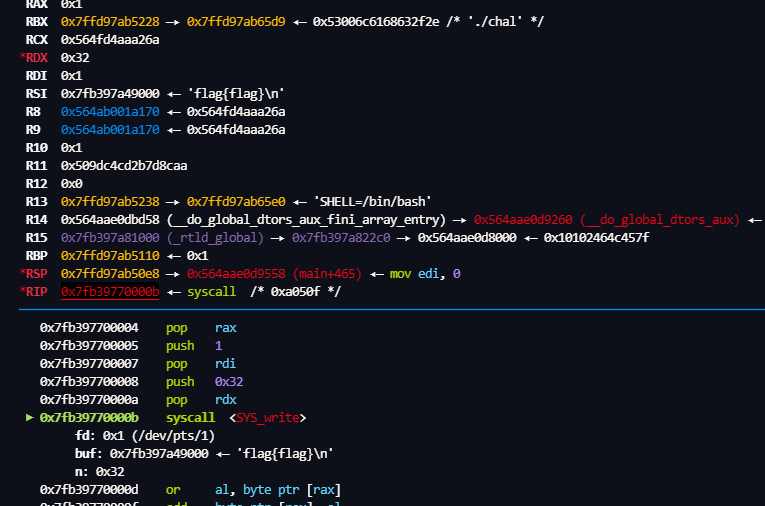 RAX 0x1
RBX 0x7ffd97ab5228 → 0x7ffd97ab65d9 ← 0x53006c6168632f2e /* './chal' */
RCX 0x564fd4aaa26a
*RDX 0x32
RDI 0x1
RSI 0x7fb397a49000 ← 'flag{flag}\n'
R8 0x564ab001a170 ← 0x564fd4aaa26a
R9 0x564ab001a170 ← 0x564fd4aaa26a
R10 0x1
R11 0x509dc4cd2b7d8caa
R12 0x0
R13 0x7ffd97ab5238 → 0x7ffd97ab65e0 ← 'SHELL=/bin/bash'
R14 0x564aae0dbd58 (__do_global_dtors_aux_fini_array_entry) → 0x564aae0d9260 (__do_global_dtors_aux) ←
R15 0x7fb397a81000 (_rtld_global) → 0x7fb397a822c0 → 0x564aae0d8000 ← 0x10102464c457f
RBP 0x7ffd97ab5110 ← 0x1
*RSP 0x7ffd97ab50e8 → 0x564aae0d9558 (main+465) ← mov edi, 0
*RIP 0x7fb39770000b ← syscall /* 0xa050f */
0x7fb397700004 pop rax
0x7fb397700005 push 1
0x7fb397700007 pop rdi
0x7fb397700008 push 0x32
0x7fb39770000a pop rdx
► 0x7fb39770000b syscall <SYS_write>
fd: 0x1 (/dev/pts/1)
buf: 0x7fb397a49000 ← 'flag{flag}\n'
n: 0x32
0x7fb39770000d or al, byte ptr [rax]